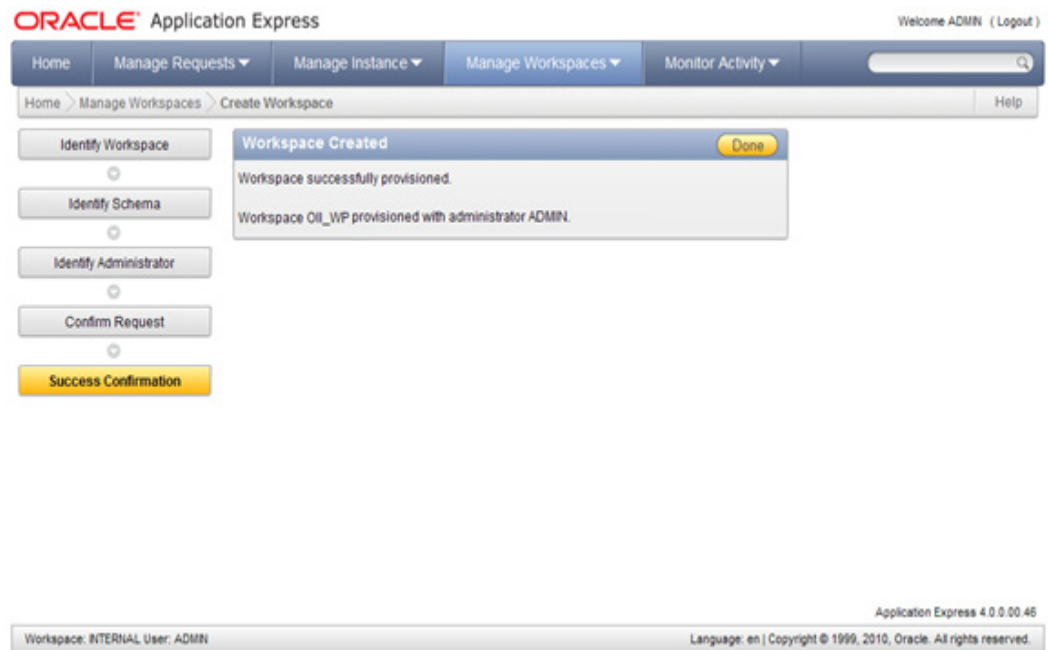 ORACLE Application Express
Welcome ADMIN ( Logout )
Home Manage Requests Manage Instance Manage Workspaces Monitor Activity
Home Manage Workspaces Create Workspace Help
Identify Workspace
Identify Schema
Identify Administrator
Confirm Request
Success Confirmation
Workspace Created Done
Workspace successfully provisioned.
Workspace OII_WP provisioned with administrator ADMIN.
Application Express 4.0.0.00.46
Workspace: INTERNAL User: ADMIN Language: en | Copyright © 1999, 2010, Oracle. All rights reserved.